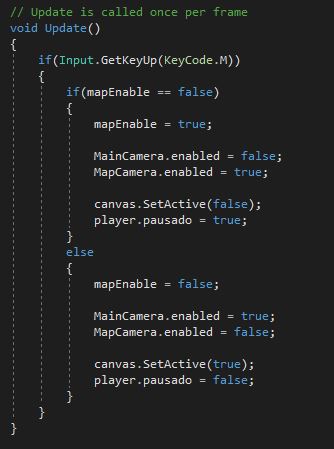 // Update is called once per frame
void Update()
{
    if(Input.GetKeyUp(KeyCode.M))
    {
        if(mapEnable == false)
        {
            mapEnable = true;

            MainCamera.enabled = false;
            MapCamera.enabled = true;

            canvas.SetActive(false);
            player.pausado = true;
        }
        else
        {
            mapEnable = false;

            MainCamera.enabled = true;
            MapCamera.enabled = false;

            canvas.SetActive(true);
            player.pausado = false;
        }
    }
}